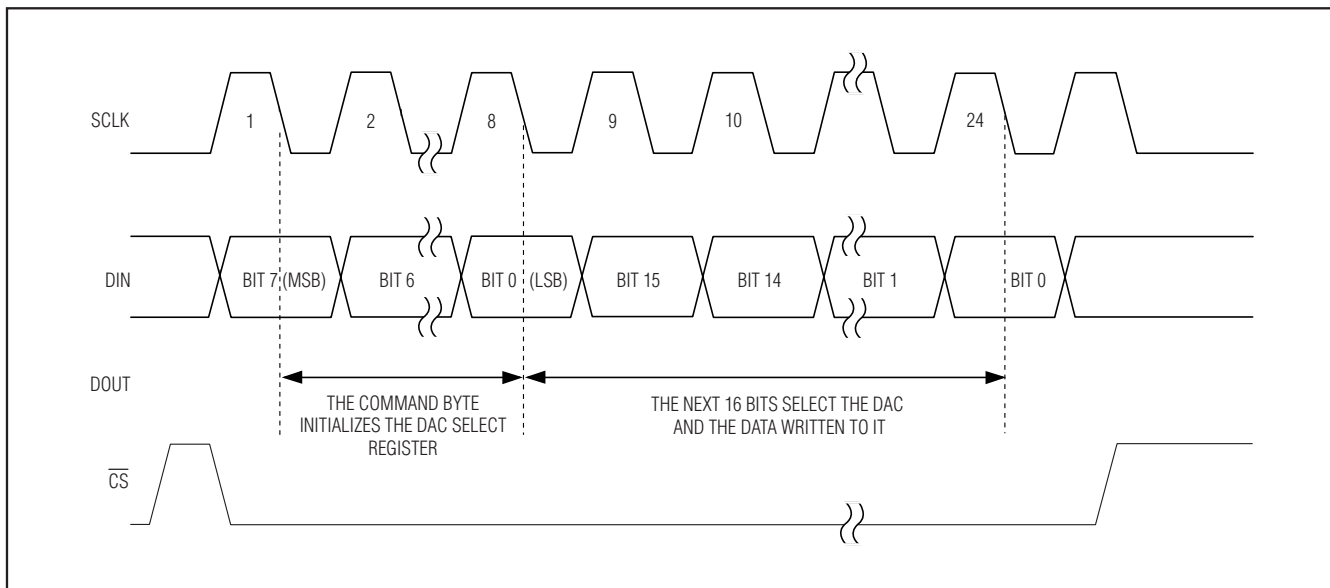 SCLK
1 2 8 9 10 24
DIN
BIT 7 (MSB) BIT 6 BIT 0 (LSB) BIT 15 BIT 14 BIT 1 BIT 0
DOUT
THE COMMAND BYTE
INITIALIZES THE DAC SELECT
REGISTER
THE NEXT 16 BITS SELECT THE DAC
AND THE DATA WRITTEN TO IT
CS